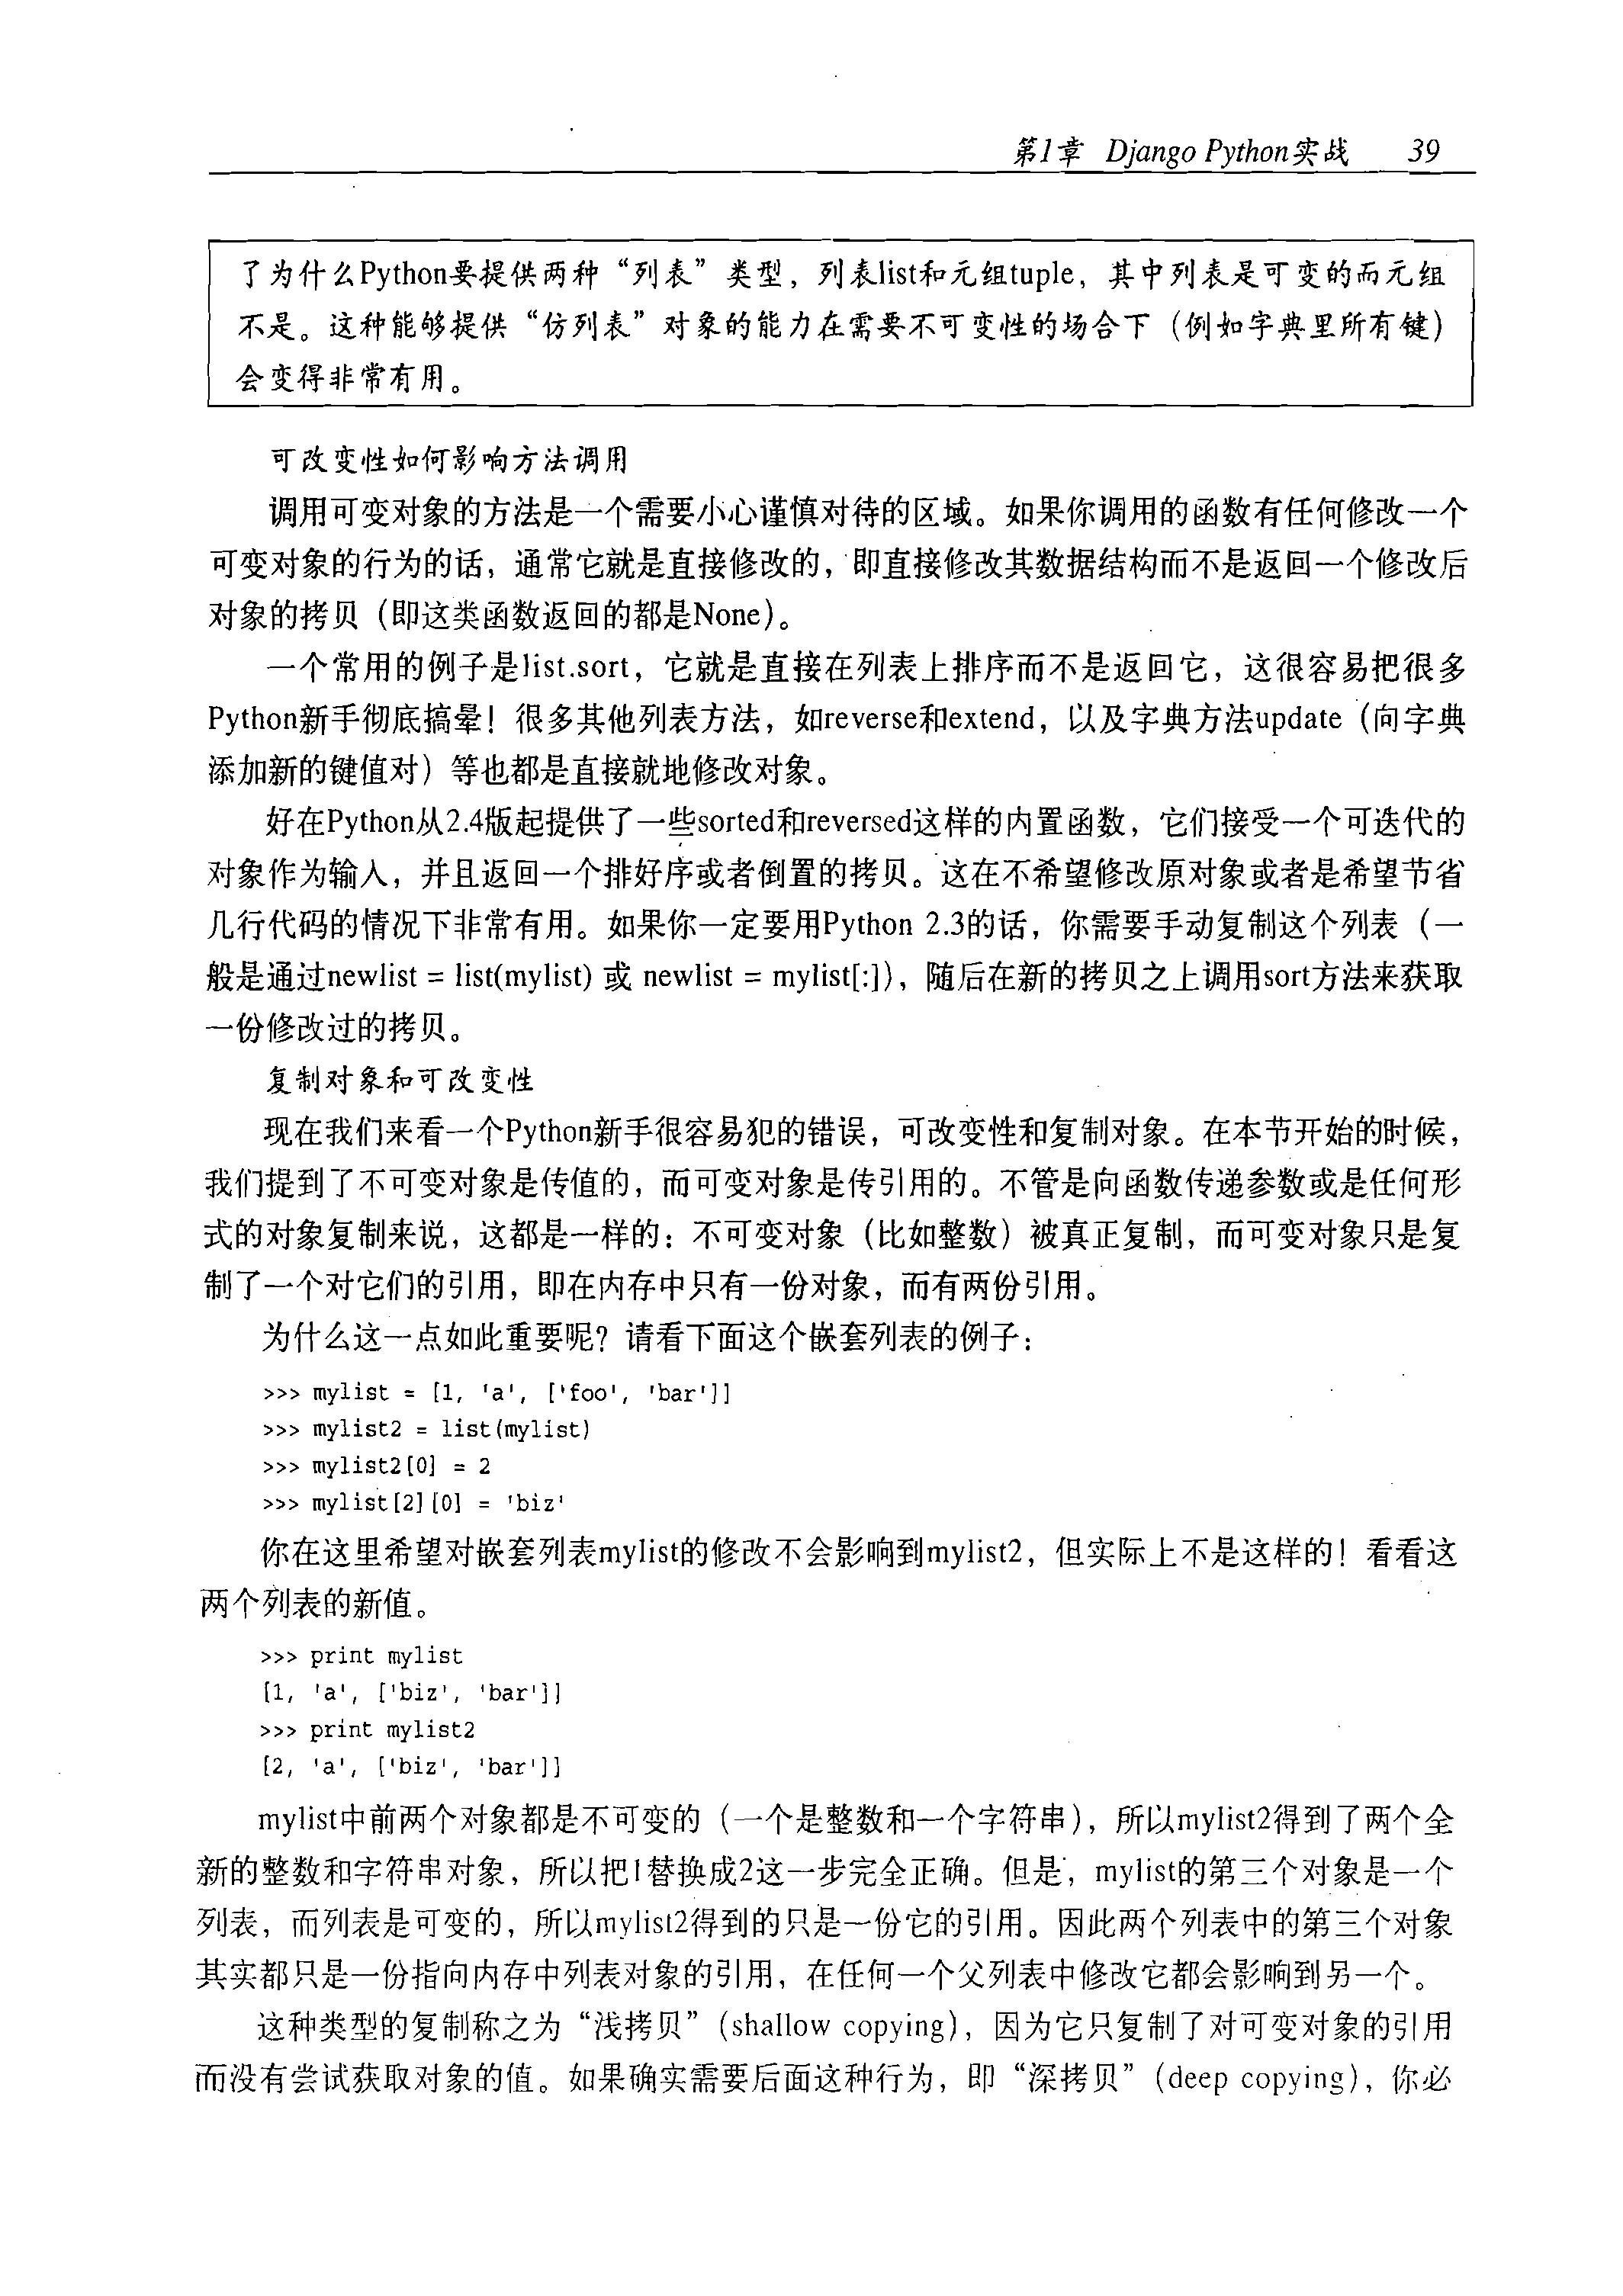 第1章 Django Python实战 39
了为什么Python要提供两种“列表”类型，列表list和元组tuple，其中列表是可变的而元组
不是。这种能够提供“仿列表”对象的能力在需要不可变性的场合下（例如字典里所有键）
会变得非常有用。
可改变性如何影响方法调用
调用可变对象的方法是一个需要小心谨慎对待的区域。如果你调用的函数有任何修改一个
可变对象的行为的话，通常它就是直接修改的，即直接修改其数据结构而不是返回一个修改后
对象的拷贝（即这类函数返回的都是None）。
一个常用的例子是list.sort，它就是直接在列表上排序而不是返回它，这很容易把很多
Python新手彻底搞晕！很多其他列表方法，如reverse和extend，以及字典方法update（向字典
添加新的键值对）等也都是直接就地修改对象。
好在Python从2.4版起提供了一些sorted和reversed这样的内置函数，它们接受一个可迭代的
对象作为输入，并且返回一个排好序或者倒置的拷贝。这在不希望修改原对象或者是希望节省
几行代码的情况下非常有用。如果你一定要用Python 2.3的话，你需要手动复制这个列表（一
般是通过newlist = list(mylist) 或 newlist = mylist[:]），随后在新的拷贝之上调用sort方法来获取
一份修改过的拷贝。
复制对象和可改变性
现在我们来看一个Python新手很容易犯的错误，可改变性和复制对象。在本节开始的时候，
我们提到了不可变对象是传值的，而可变对象是传引用的。不管是向函数传递参数或是任何形
式的对象复制来说，这都是一样的：不可变对象（比如整数）被真正复制，而可变对象只是复
制了一个对它们的引用，即在内存中只有一份对象，而有两份引用。
为什么这一点如此重要呢？请看下面这个嵌套列表的例子：
>>> mylist = [1, 'a', ['foo', 'bar']]
>>> mylist2 = list(mylist)
>>> mylist2[0] = 2
>>> mylist[2][0] = 'biz'
你在这里希望对嵌套列表mylist的修改不会影响到mylist2，但实际上不是这样的！看看这
两个列表的新值。
>>> print mylist
[1, 'a', ['biz', 'bar']]
>>> print mylist2
[2, 'a', ['biz', 'bar']]
mylist中前两个对象都是不可变的（一个是整数和一个字符串），所以mylist2得到了两个全
新的整数和字符串对象，所以把1替换成2这一步完全正确。但是，mylist的第三个对象是一个
列表，而列表是可变的，所以mylist2得到的只是一份它的引用。因此两个列表中的第三个对象
其实都只是一份指向内存中列表对象的引用，在任何一个父列表中修改它都会影响到另一个。
这种类型的复制称之为“浅拷贝”（shallow copying），因为它只复制了对可变对象的引用
而没有尝试获取对象的值。如果确实需要后面这种行为，即“深拷贝”（deep copying），你必